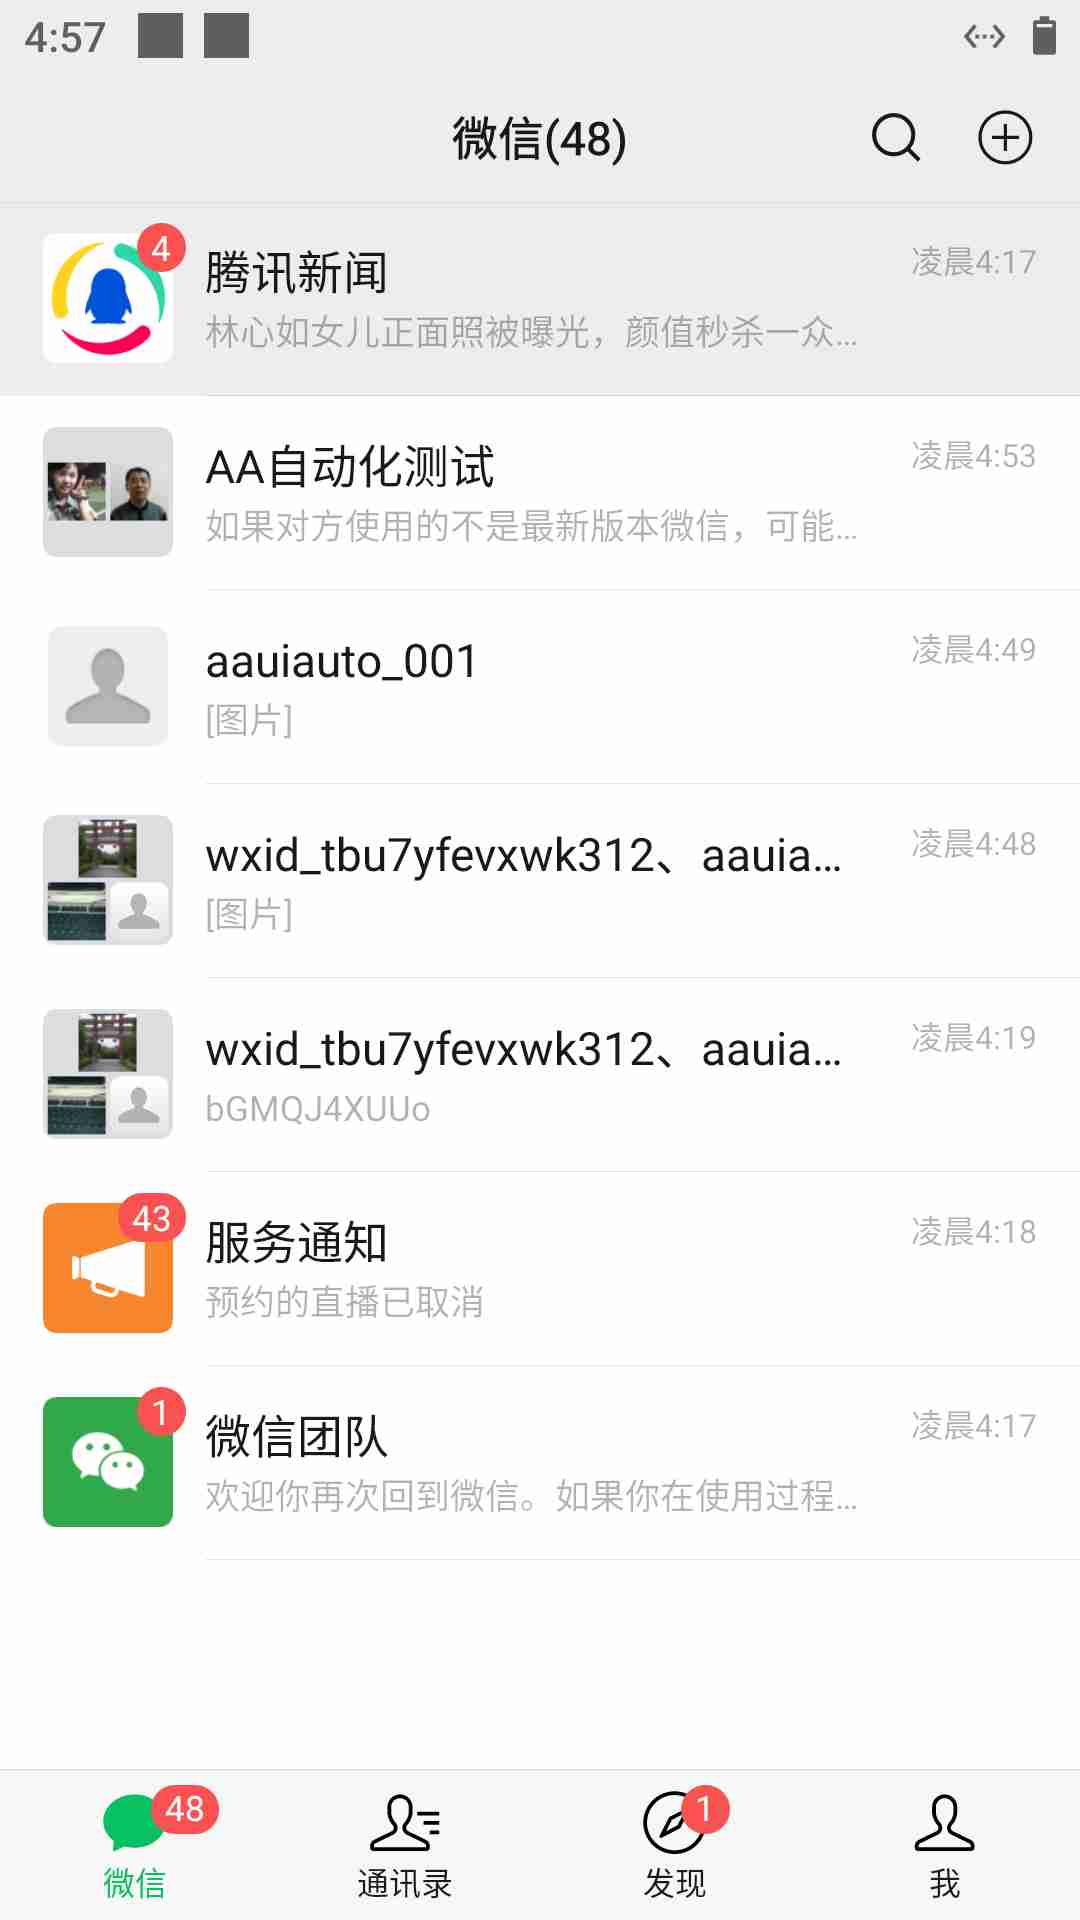 4:57
微信(48)
4
腾讯新闻
凌晨4:17
林心如女儿正面照被曝光，颜值秒杀一众...
AA自动化测试
凌晨4:53
如果对方使用的不是最新版本微信，可能...
aauiauto_001
凌晨4:49
[图片]
wxid_tbu7yfevxwk312、aauia...
凌晨4:48
[图片]
wxid_tbu7yfevxwk312、aauia...
凌晨4:19
bGMQJ4XUUo
43
服务通知
凌晨4:18
预约的直播已取消
1
微信团队
凌晨4:17
欢迎你再次回到微信。如果你在使用过程...
48
1
微信
通讯录
发现
我